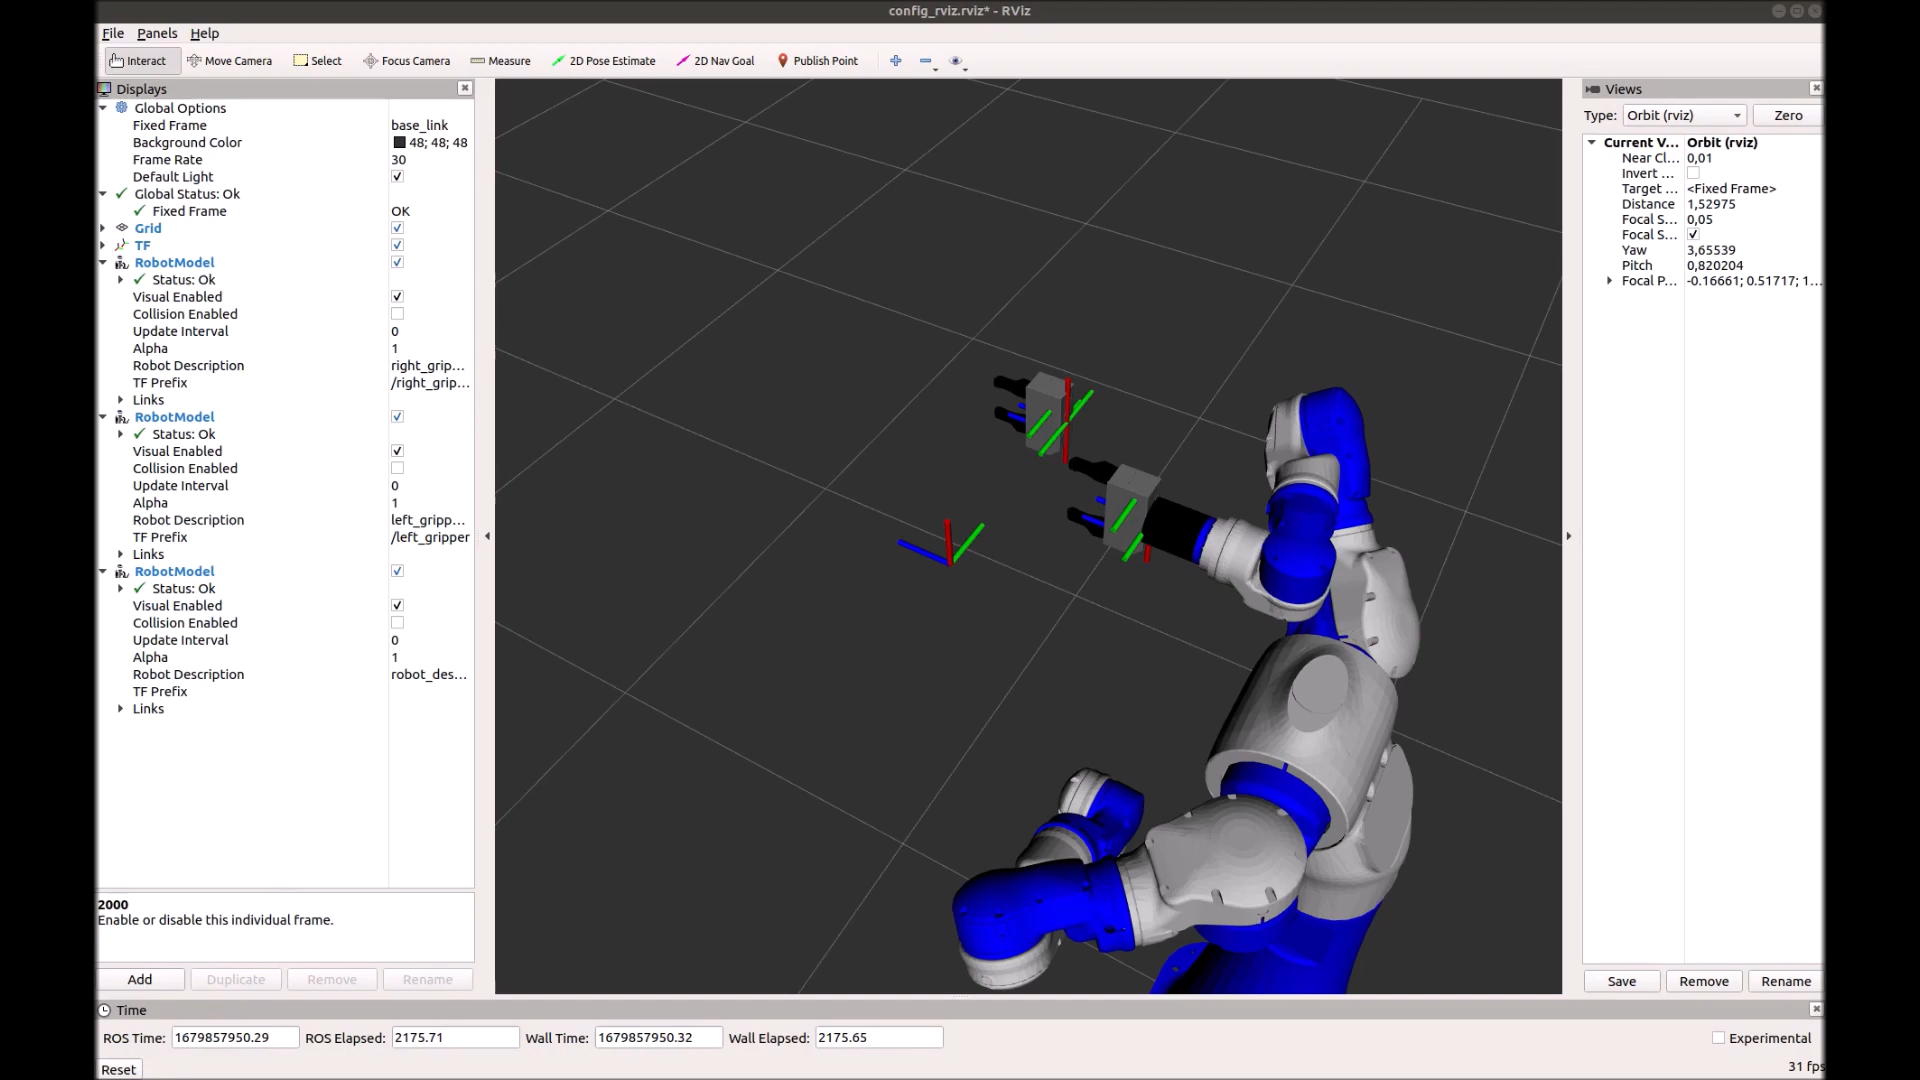 config_rviz.rviz* - RViz
File Panels Help
Interact Move Camera Select Focus Camera Measure 2D Pose Estimate 2D Nav Goal Publish Point
Displays
Global Options
Fixed Frame base_link
Background Color 48; 48; 48
Frame Rate 30
Default Light
Global Status: Ok
Fixed Frame OK
Grid
TF
RobotModel
Status: Ok
Visual Enabled
Collision Enabled
Update Interval 0
Alpha 1
Robot Description right_grip...
TF Prefix /right_grip...
Links
RobotModel
Status: Ok
Visual Enabled
Collision Enabled
Update Interval 0
Alpha 1
Robot Description left_gripp...
TF Prefix /left_gripper
Links
RobotModel
Status: Ok
Visual Enabled
Collision Enabled
Update Interval 0
Alpha 1
Robot Description robot_des...
TF Prefix
Links
2000
Enable or disable this individual frame.
Add Duplicate Remove Rename
Views
Type: Orbit (rviz) Zero
Current V... Orbit (rviz)
Near Cl... 0,01
Invert ...
Target ... <Fixed Frame>
Distance 1,52975
Focal S... 0,05
Focal S...
Yaw 3,65539
Pitch 0,820204
Focal P... -0.16661; 0.51717; 1...
Save Remove Rename
Time
ROS Time: 1679857950.29 ROS Elapsed: 2175.71 Wall Time: 1679857950.32 Wall Elapsed: 2175.65 Experimental
Reset 31 fps